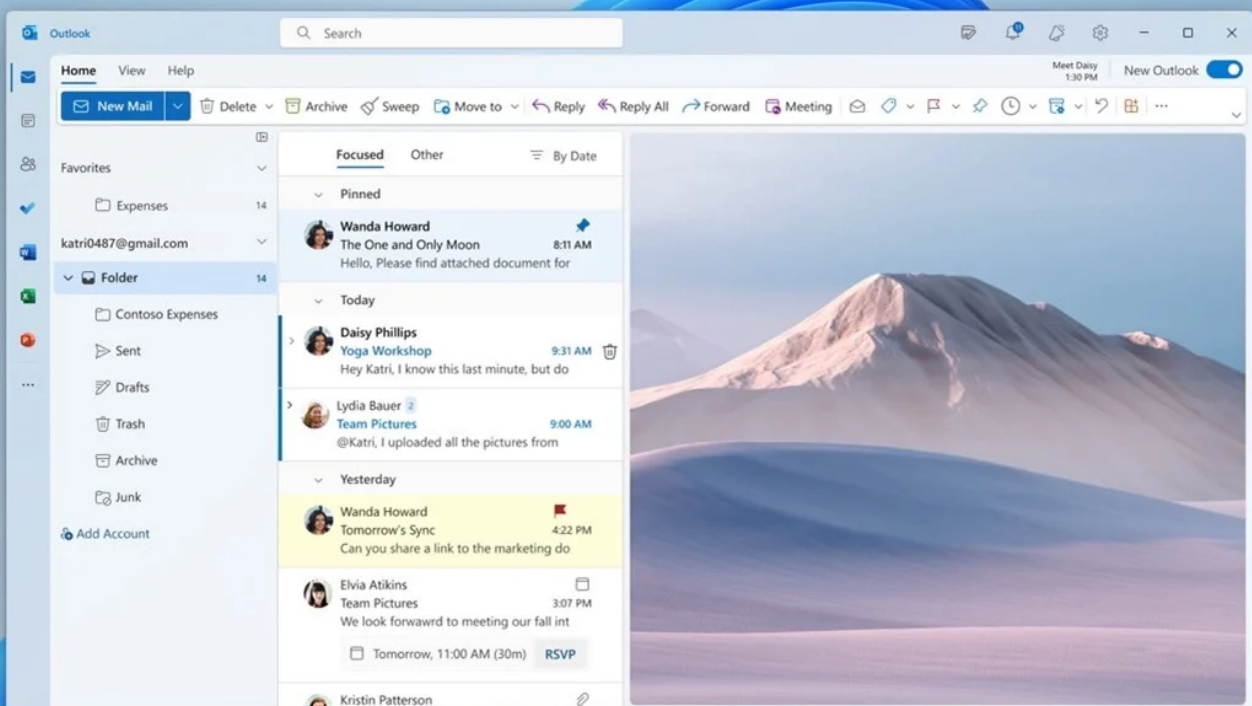 Outlook
Search
Home View Help
Meet Daisy
1:30 PM
New Outlook
New Mail Delete Archive Sweep Move to Reply Reply All Forward Meeting
Favorites
Expenses 14
katri0487@gmail.com
Folder 14
Contoso Expenses
Sent
Drafts
Trash
Archive
Junk
Add Account
Focused Other By Date
Pinned
Wanda Howard
The One and Only Moon 8:11 AM
Hello, Please find attached document for
Today
Daisy Phillips
Yoga Workshop 9:31 AM
Hey Katri, I know this last minute, but do
Lydia Bauer 2
Team Pictures 9:00 AM
@Katri, I uploaded all the pictures from
Yesterday
Wanda Howard
Tomorrow's Sync 4:22 PM
Can you share a link to the marketing do
Elvia Atikins
Team Pictures 3:07 PM
We look forwawrd to meeting our fall int
Tomorrow, 11:00 AM (30m) RSVP
Kristin Patterson